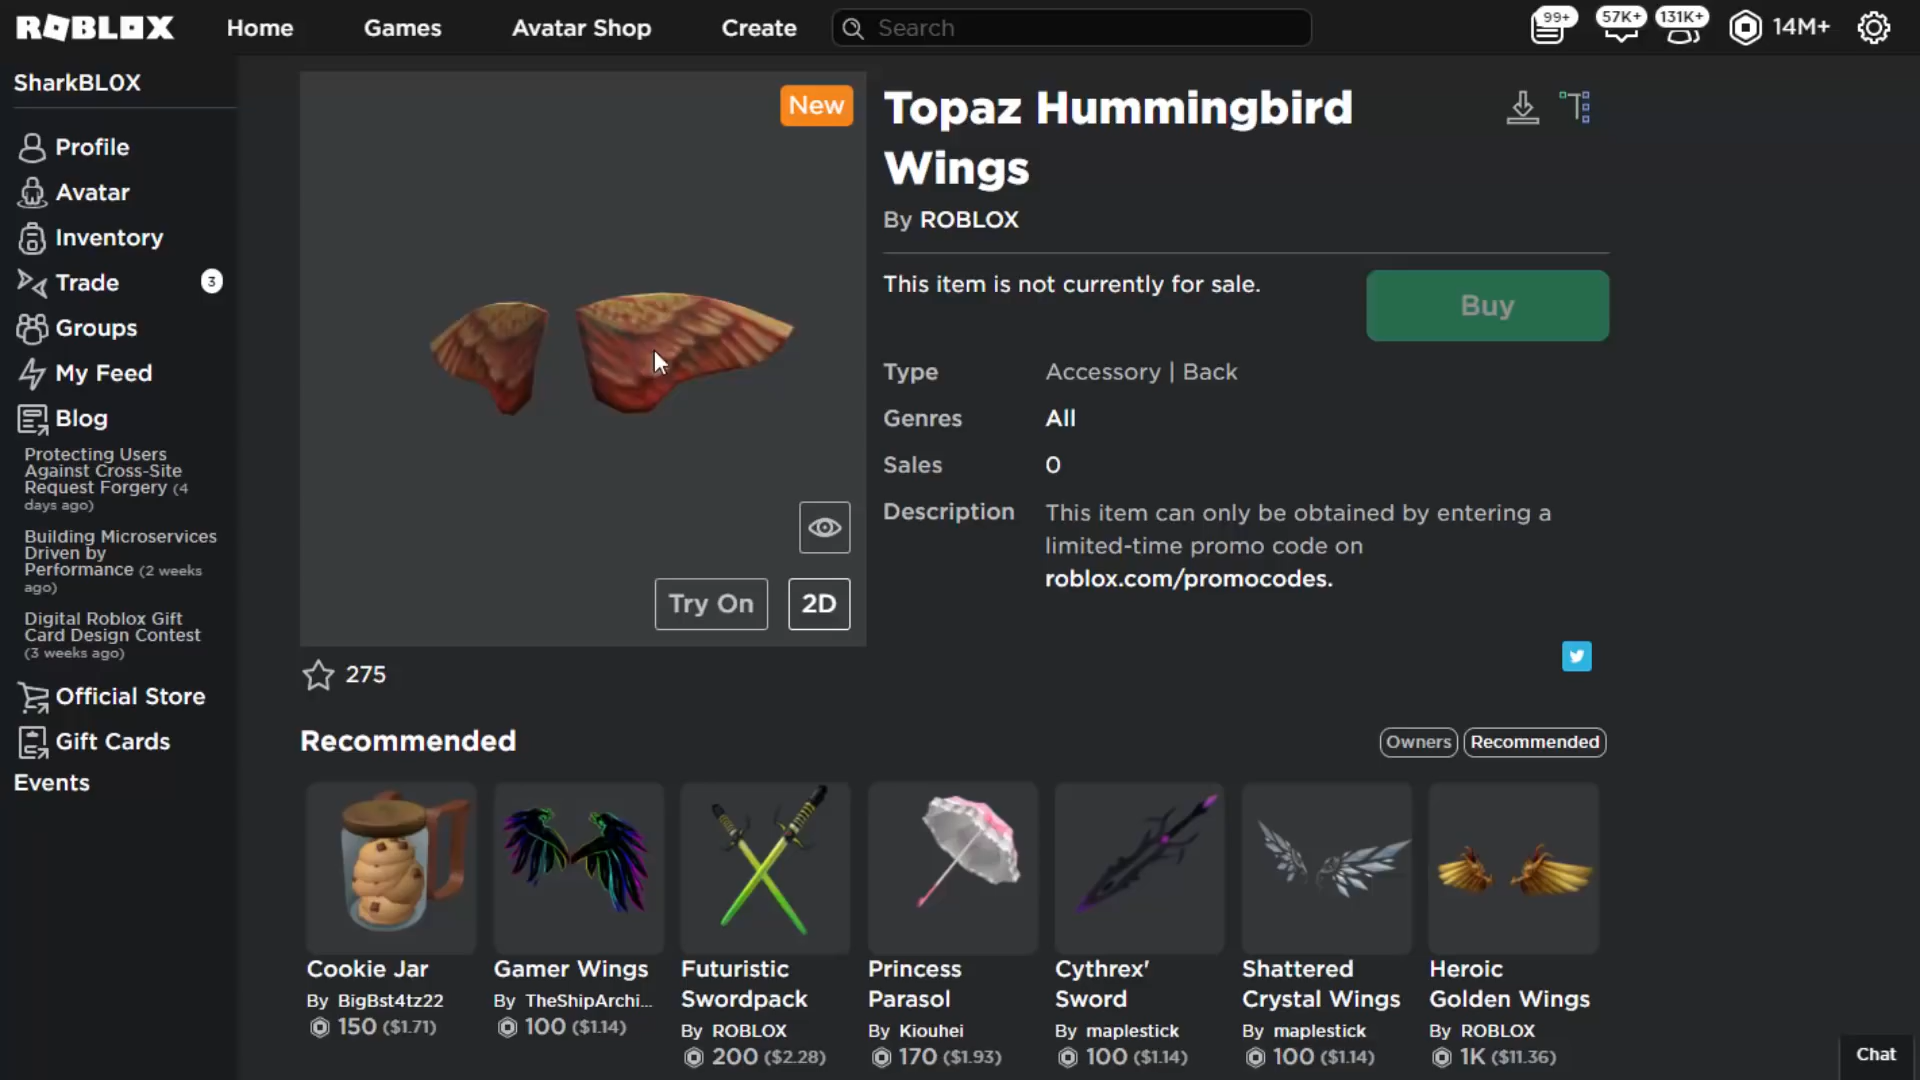 ROBLOX
Home
Games
Avatar Shop
Create
Search
99+
57K+
131K+
14M+
SharkBLOX
Profile
Avatar
Inventory
Trade
3
Groups
My Feed
Blog
Protecting Users
Against Cross-Site
Request Forgery (4
days ago)
Building Microservices
Driven by
Performance (2 weeks
ago)
Digital Roblox Gift
Card Design Contest
(3 weeks ago)
Official Store
Gift Cards
Events
New
Try On
2D
275
Topaz Hummingbird
Wings
By ROBLOX
This item is not currently for sale.
Buy
Type Accessory | Back
Genres All
Sales 0
Description This item can only be obtained by entering a
limited-time promo code on
roblox.com/promocodes.
Recommended
Owners
Recommended
Cookie Jar
By BigBst4tz22
150 ($1.71)
Gamer Wings
By TheShipArchi...
100 ($1.14)
Futuristic
Swordpack
By ROBLOX
200 ($2.28)
Princess
Parasol
By Kiouhei
170 ($1.93)
Cythrex'
Sword
By maplestick
100 ($1.14)
Shattered
Crystal Wings
By maplestick
100 ($1.14)
Heroic
Golden Wings
By ROBLOX
1K ($11.36)
Chat